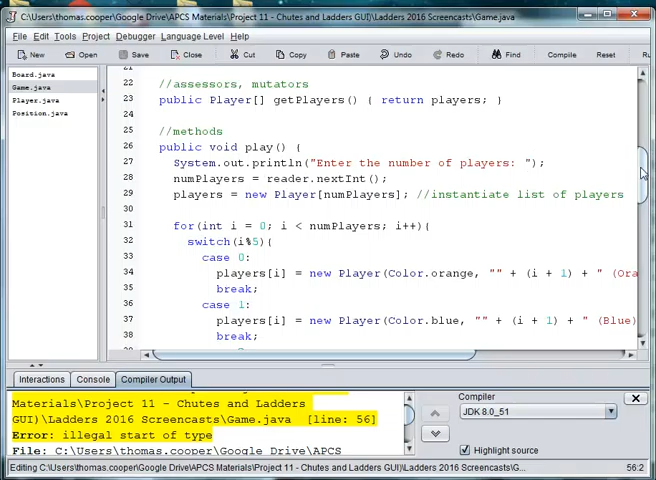 C:\Users\thomas.cooper\Google Drive\APCS Materials\Project 11 - Chutes and Ladders GUI)\Ladders 2016 Screencasts\Game.java
File Edit Tools Project Debugger Language Level Help
New Open Save Close Cut Copy Paste Undo Redo Find Compile Reset Ru
Board.java
Game.java
Player.java
Position.java
21
22 //assessors, mutators
23 public Player[] getPlayers() { return players; }
24
25 //methods
26 public void play() {
27 System.out.println("Enter the number of players: ");
28 numPlayers = reader.nextInt();
29 players = new Player[numPlayers]; //instantiate list of players
30
31 for(int i = 0; i < numPlayers; i++){
32 switch(i%5){
33 case 0:
34 players[i] = new Player(Color.orange, "" + (i + 1) + " (Ora
35 break;
36 case 1:
37 players[i] = new Player(Color.blue, "" + (i + 1) + " (Blue)
38 break;
Interactions Console Compiler Output
Materials\Project 11 - Chutes and Ladders
GUI)\Ladders 2016 Screencasts\Game.java [line: 56]
Error: illegal start of type
File: C:\Users\thomas.cooper\Google Drive\APCS
Compiler
JDK 8.0_51
Highlight source
Editing C:\Users\thomas.cooper\Google Drive\APCS Materials\Project 11 - Chutes and Ladders GUI)\Ladders 2016 Screencasts\G...
56:2